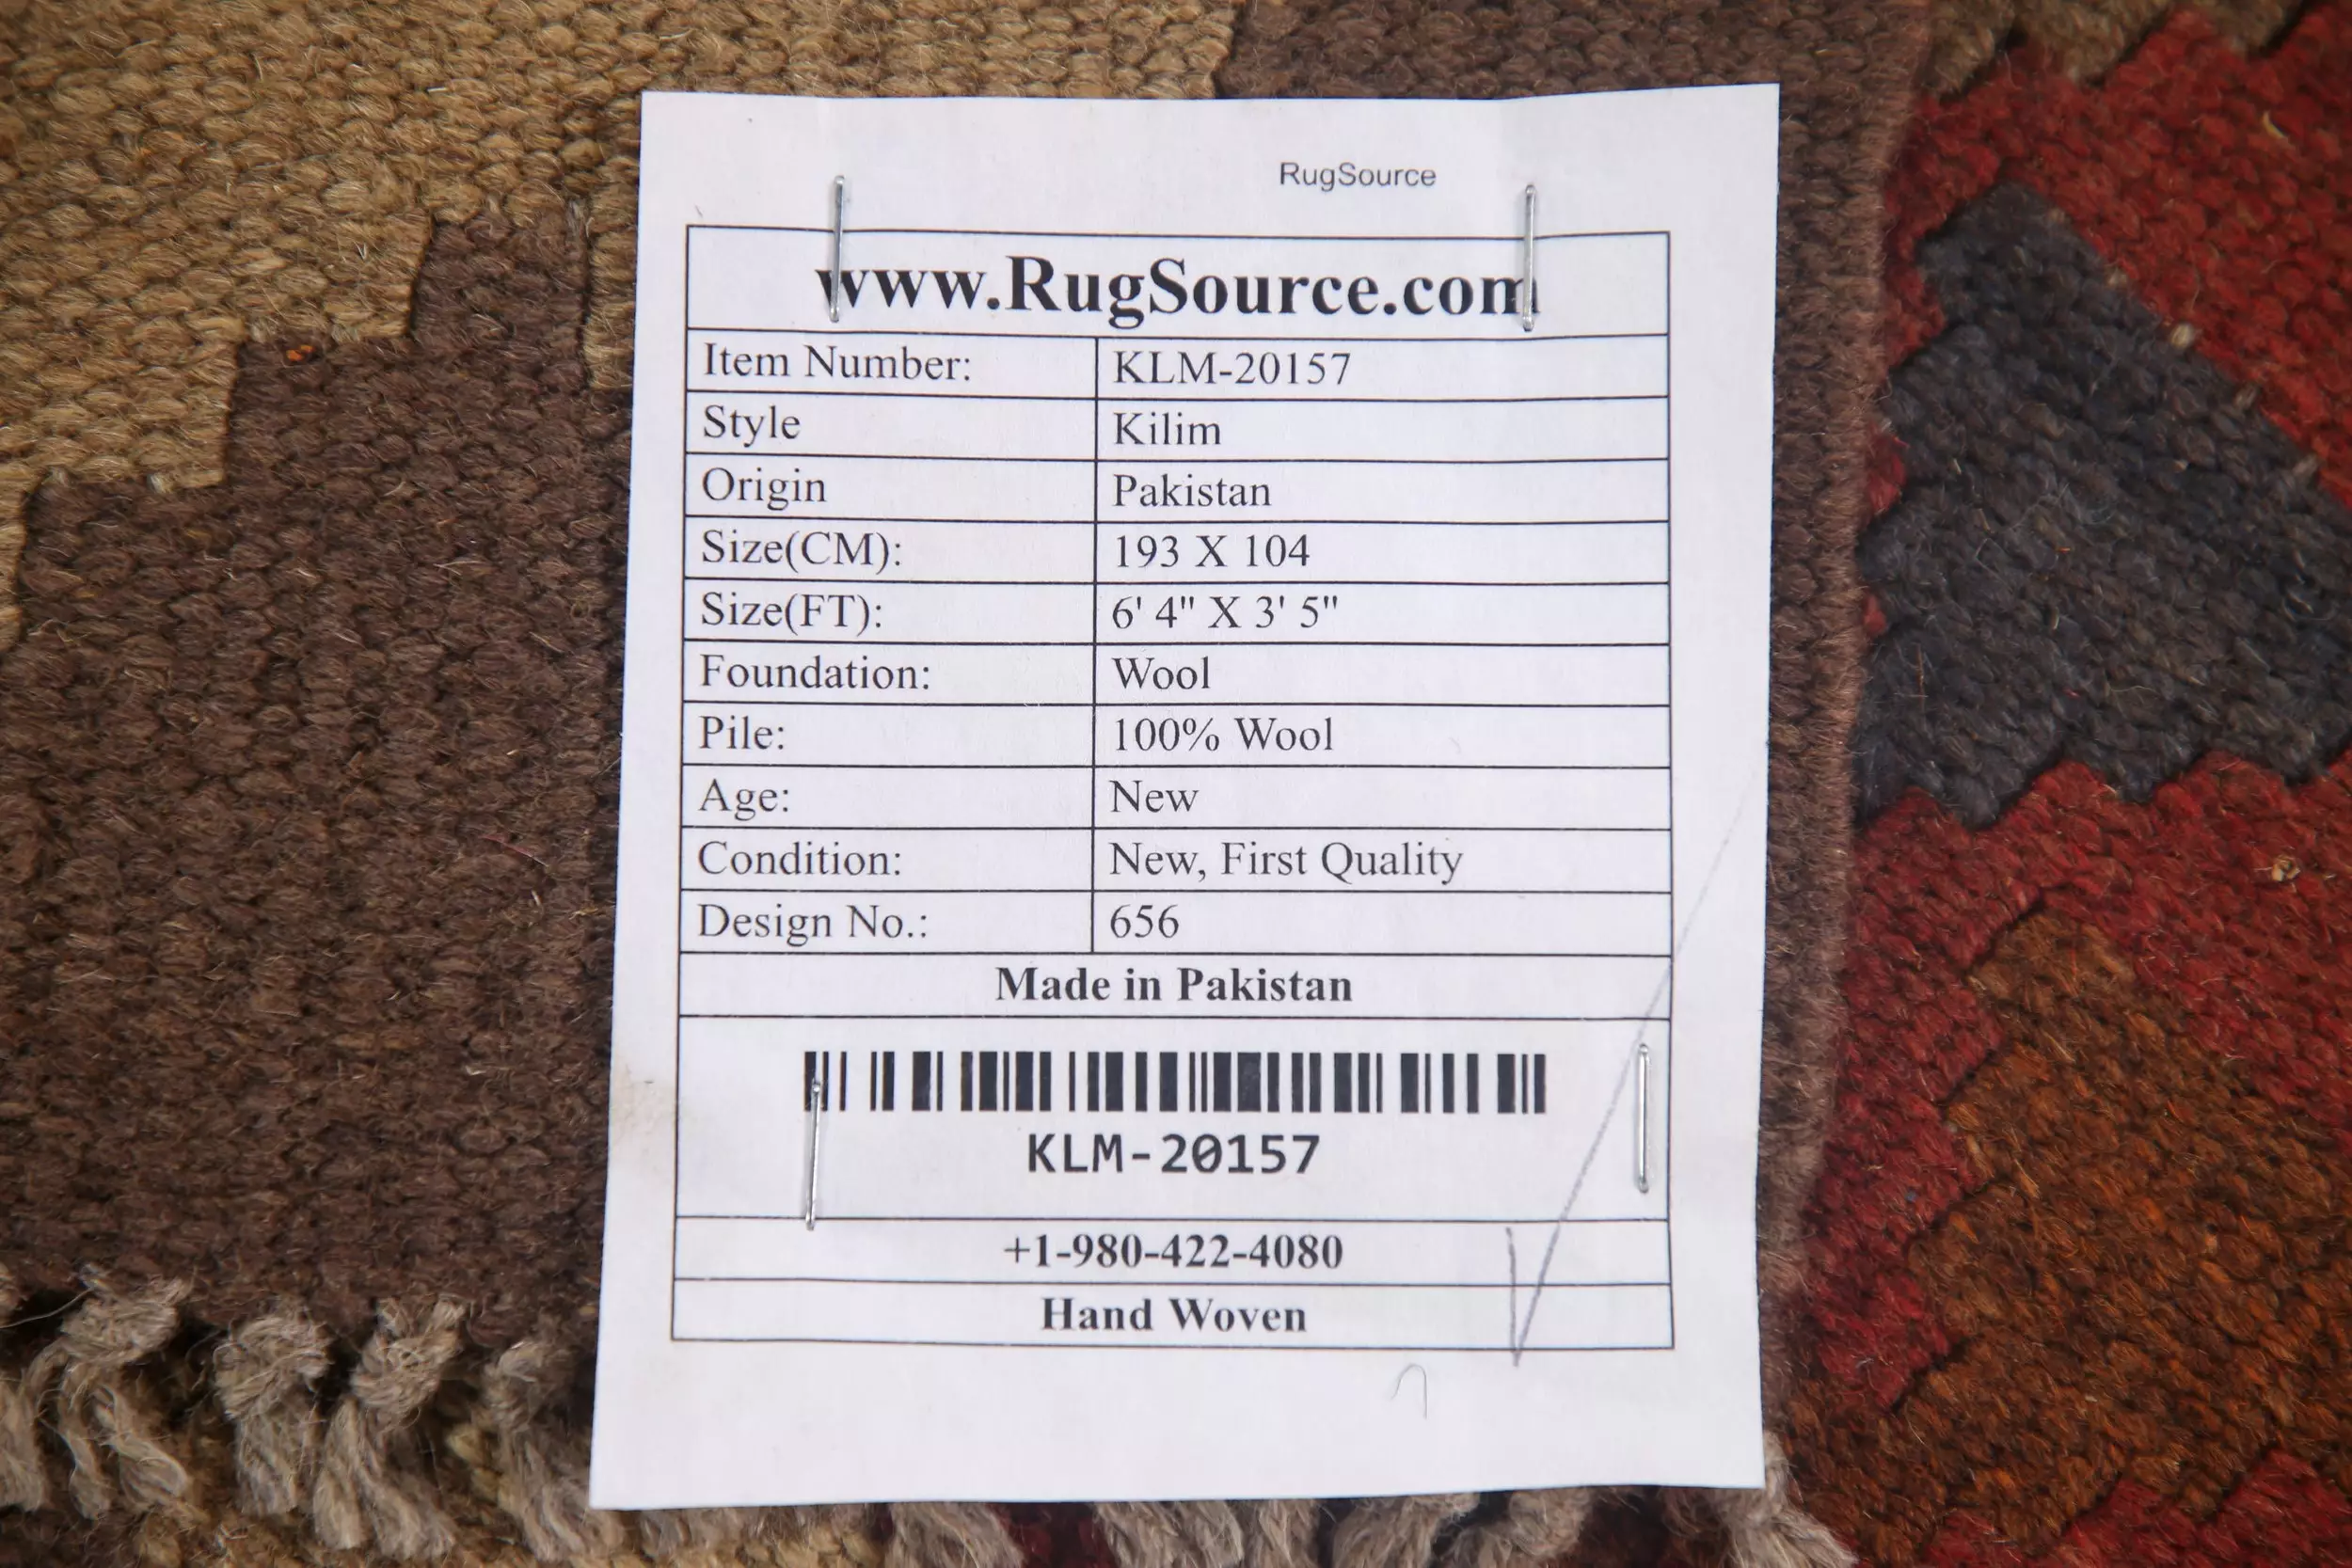 RugSource
www.RugSource.com
Item Number: KLM-20157
Style Kilim
Origin Pakistan
Size(CM): 193 X 104
Size(FT): 6' 4" X 3' 5"
Foundation: Wool
Pile: 100% Wool
Age: New
Condition: New, First Quality
Design No.: 656
Made in Pakistan
KLM-20157
+1-980-422-4080
Hand Woven